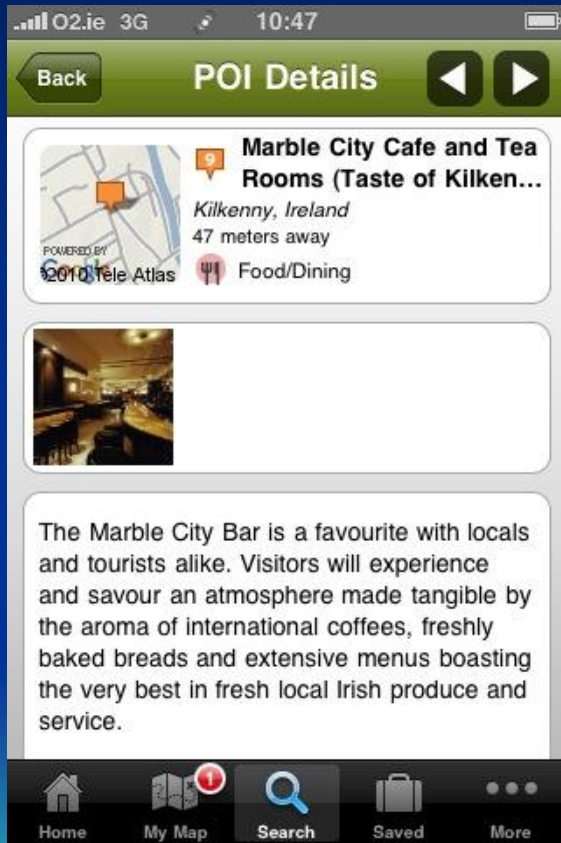 O2.ie 3G 10:47
Back POI Details
9 Marble City Cafe and Tea
Rooms (Taste of Kilken...
Kilkenny, Ireland
47 meters away
Food/Dining
POWERED BY
Google
©2010 Tele Atlas
The Marble City Bar is a favourite with locals
and tourists alike. Visitors will experience
and savour an atmosphere made tangible by
the aroma of international coffees, freshly
baked breads and extensive menus boasting
the very best in fresh local Irish produce and
service.
1
Home My Map Search Saved More